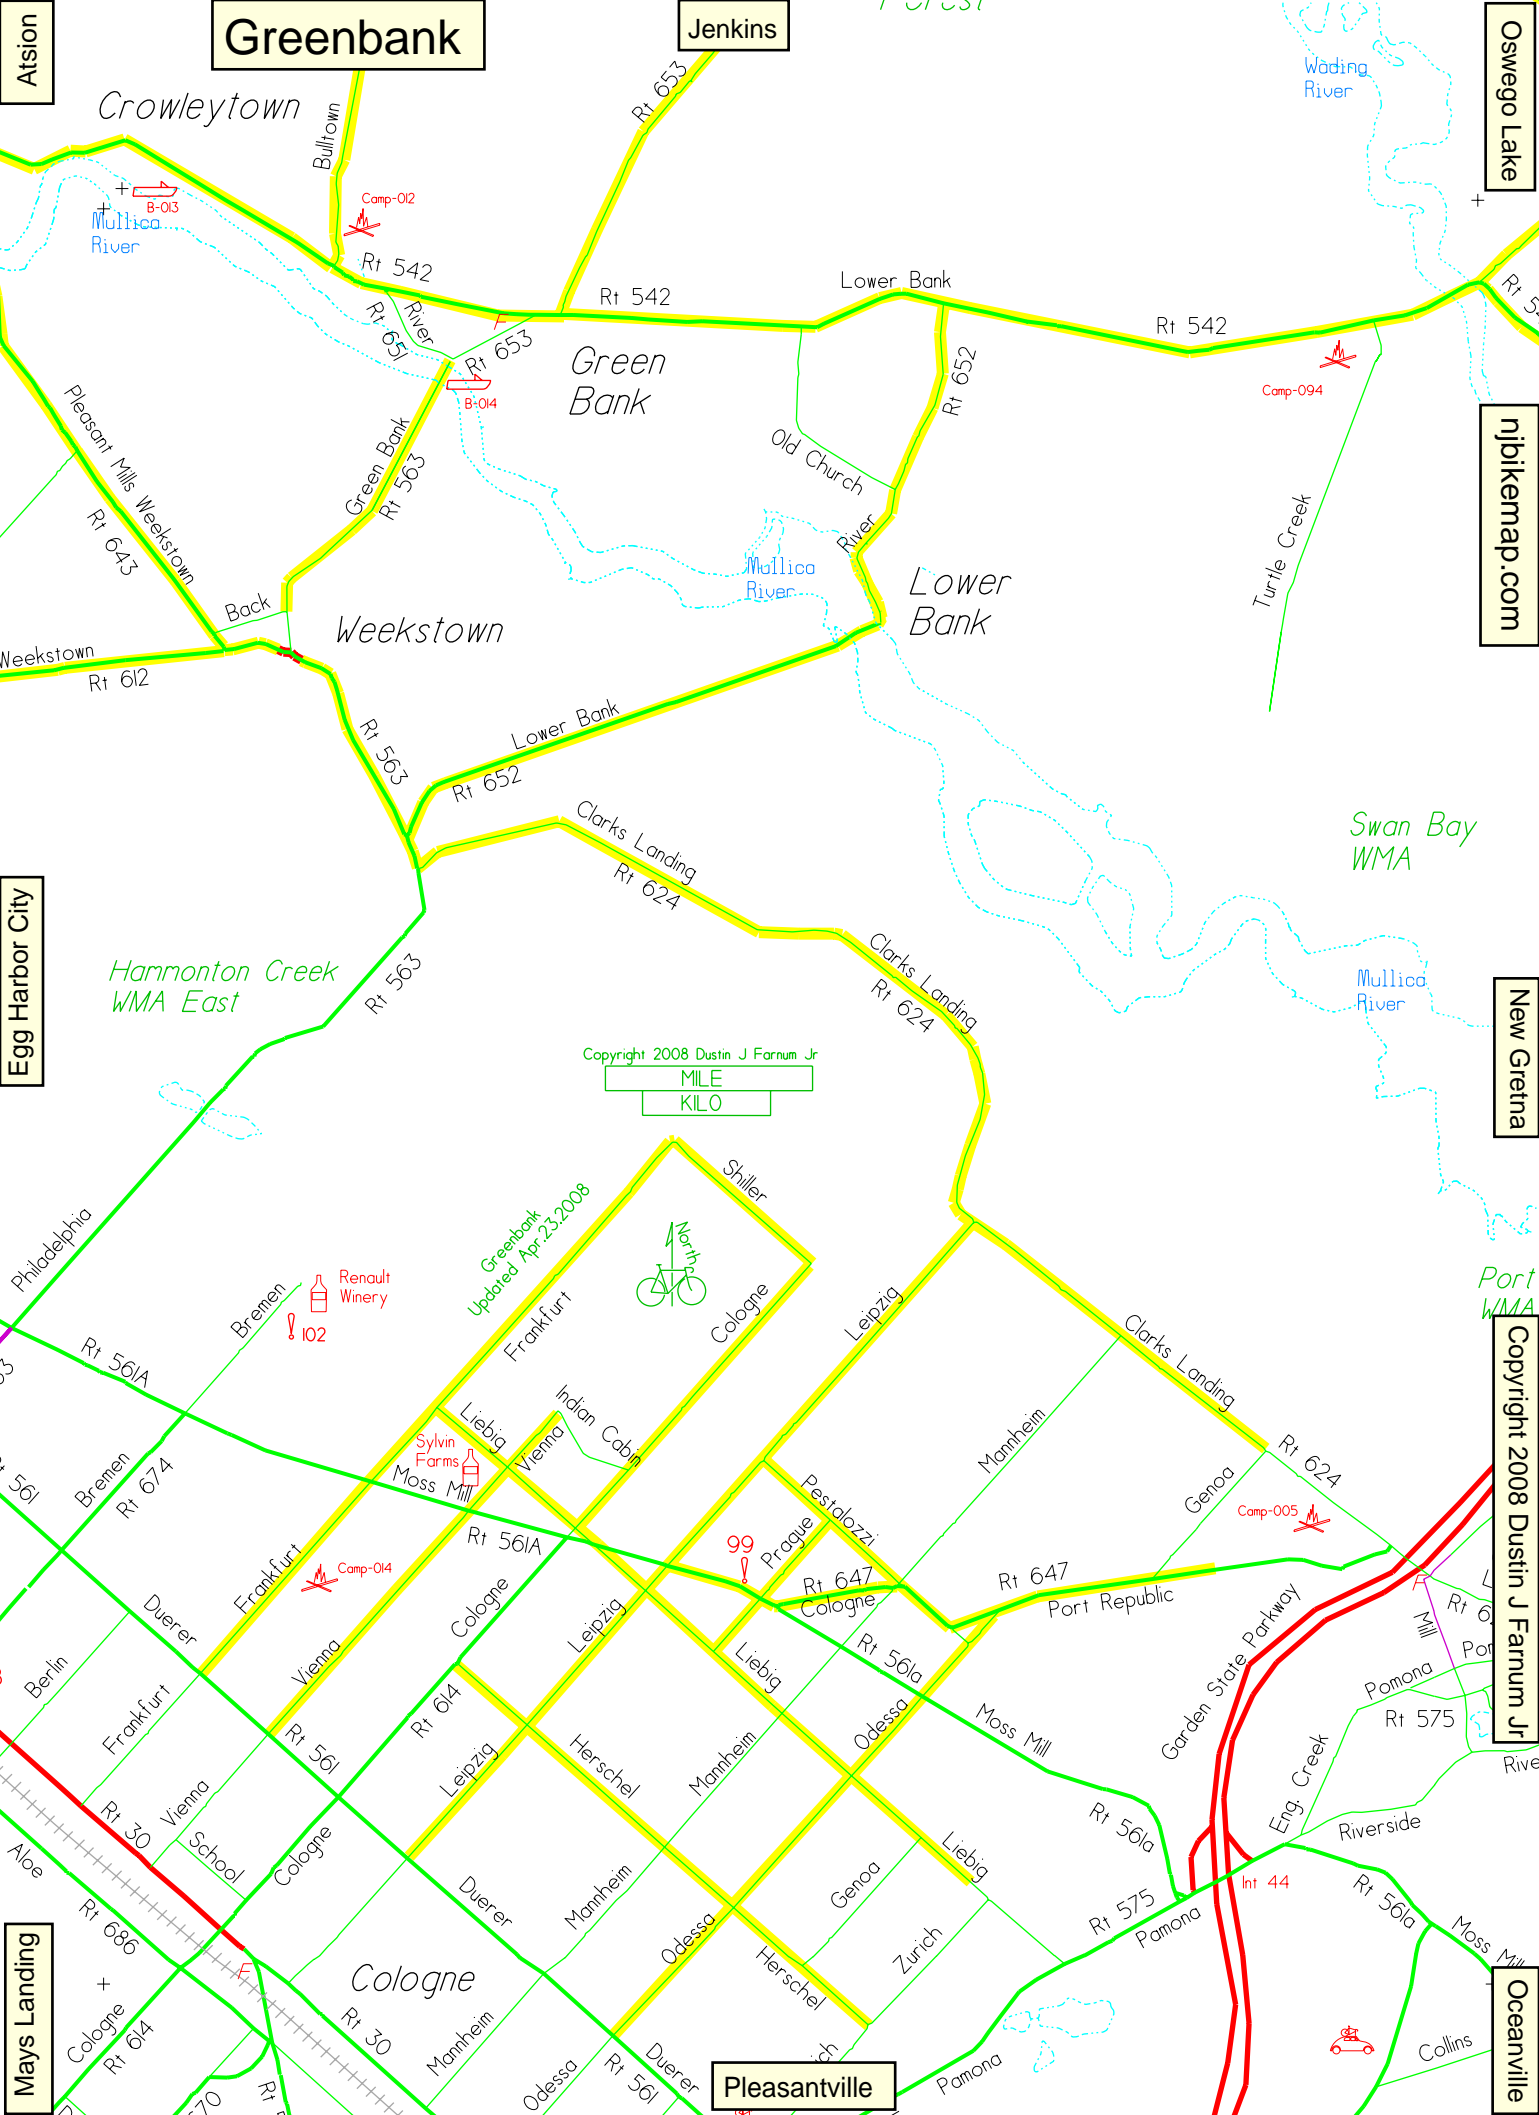 Forest
Atsion
Greenbank
Jenkins
Oswego Lake
Wading
River
Crowleytown
Bulltown
Rt 653
Camp-012
B-013
Mullica
River
Rt 542
Rt 542
Lower Bank
Rt 542
River
Rt 651
F
Rt 653
Green
Bank
Rt 652
B-014
Camp-094
Pleasant Mills Weekstown
Rt 643
Green Bank
Rt 563
Old Church
njbikemap.com
Turtle Creek
River
Mullica
River
Lower
Bank
Back
Weekstown
Weekstown
Rt 612
Rt 563
Lower Bank
Rt 652
Clarks Landing
Rt 624
Swan Bay
WMA
Egg Harbor City
Hammonton Creek
WMA East
Rt 563
Clarks Landing
Rt 624
Mullica
River
New Gretna
Copyright 2008 Dustin J Farnum Jr
MILE
KILO
Shiller
Greenbank
Updated Apr.23.2008
North
Philadelphia
Bremen
Renault
Winery
102
Frankfurt
Cologne
Leipzig
Port
WMA
Clarks Landing
Copyright 2008 Dustin J Farnum Jr
Rt 561A
Liebig
Vienna
Indian Cabin
Sylvin
Farms
Moss Mill
Rt 561A
Mannheim
Rt 624
Genoa
Camp-005
Bremen
Rt 674
Rt 561
Pestalozzi
Prague
99
Rt 647
Cologne
Rt 647
Port Republic
Camp-014
Frankfurt
Duerer
Cologne
Leipzig
Liebig
Rt 561a
Moss Mill
Garden State Parkway
F
Mill
Pomona
Rt 575
Berlin
Frankfurt
Vienna
Rt 561
Rt 614
Leipzig
Herschel
Mannheim
Odessa
Eng. Creek
Riverside
Rt 30
Vienna
School
Cologne
Aloe
Rt 686
Duerer
Mannheim
Genoa
Liebig
Rt 561a
Int 44
Rt 575
Pamona
Rt 561a
Moss Mill
Mays Landing
F
Cologne
Odessa
Herschel
Zurich
Oceanville
Cologne
Rt 614
Rt 30
Mannheim
Odessa
Rt 561
Duerer
Pleasantville
Pamona
Collins